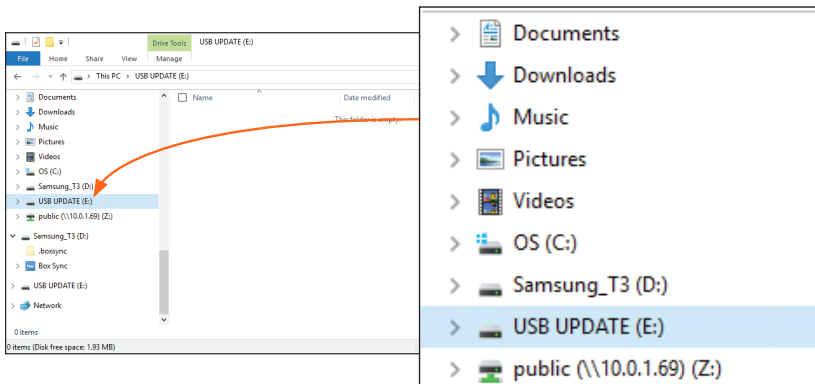 Drive Tools USB UPDATE (E:)
File Home Share View Manage
This PC > USB UPDATE (E:)
Documents
Downloads
Music
Pictures
Videos
OS (C:)
Samsung_T3 (D:)
USB UPDATE (E:)
public (\\10.0.1.69) (Z:)
Samsung_T3 (D:)
.boxsync
Box Sync
USB UPDATE (E:)
Network
Name Date modified
This folder is empty.
0 items
0 items (Disk free space: 1.93 MB)
Documents
Downloads
Music
Pictures
Videos
OS (C:)
Samsung_T3 (D:)
USB UPDATE (E:)
public (\\10.0.1.69) (Z:)